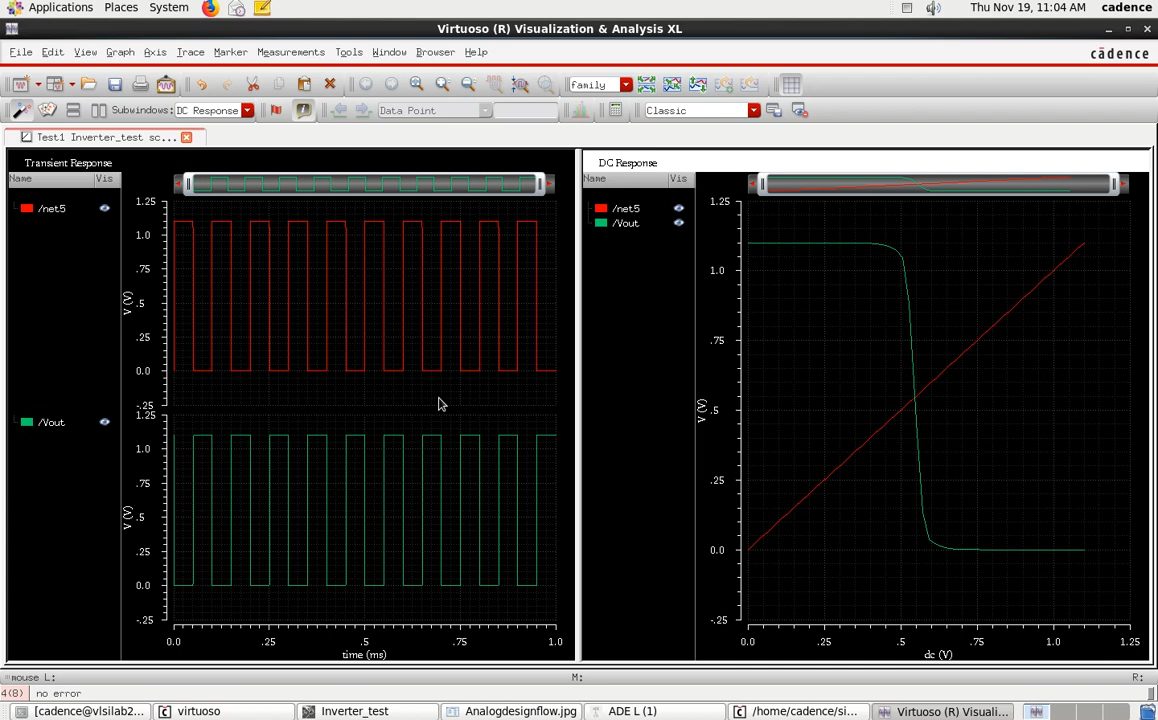 Applications Places System Thu Nov 19, 11:04 AM cadence
Virtuoso (R) Visualization & Analysis XL
File Edit View Graph Axis Trace Marker Measurements Tools Window Browser Help cādence
family
Subwindows: DC Response Data Point Classic
Test1 Inverter_test sc...
Transient Response
Name Vis
/net5
1.25
1.0
.75
.5
.25
0.0
-.25
V (V)
/Vout
1.25
1.0
.75
.5
.25
0.0
-.25
V (V)
0.0 .25 .5 .75 1.0
time (ms)
DC Response
Name Vis
/net5
/Vout
1.25
1.0
.75
.5
.25
0.0
-.25
V (V)
0.0 .25 .5 .75 1.0 1.25
dc (V)
mouse L: M: R:
4(8) no error
[cadence@vlsilab2... virtuoso Inverter_test Analogdesignflow.jpg ADE L (1) /home/cadence/si... Virtuoso (R) Visuali...